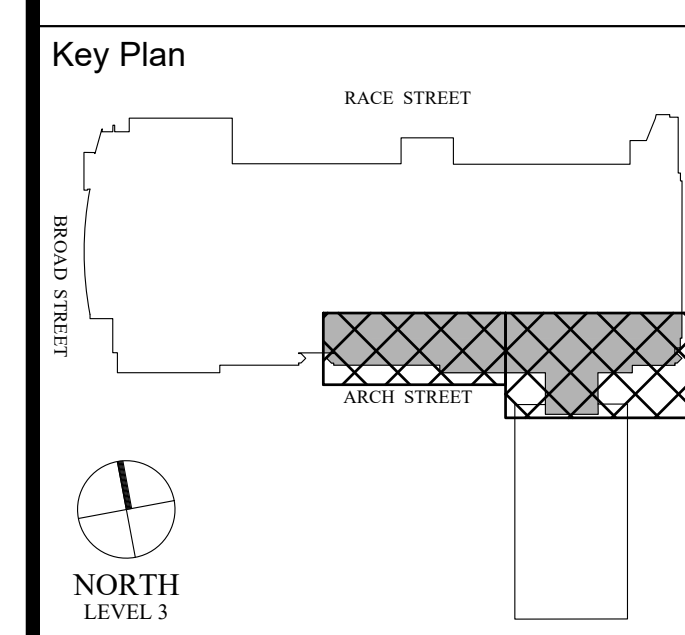 Key Plan
RACE STREET
BROAD STREET
ARCH STREET
NORTH
LEVEL 3